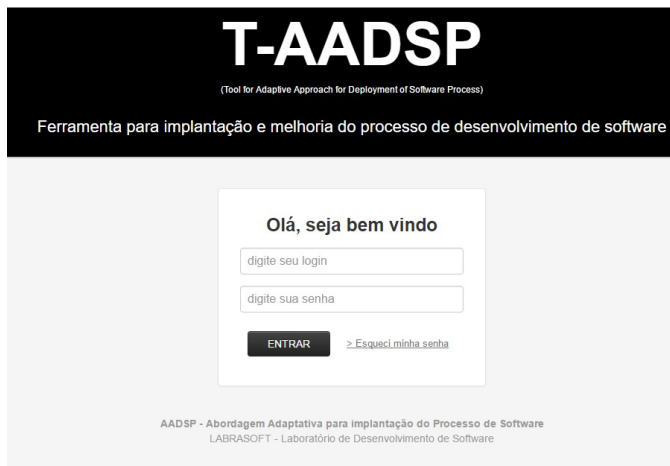 T-AADSP
(Tool for Adaptive Approach for Deployment of Software Process)
Ferramenta para implantação e melhoria do processo de desenvolvimento de software
Olá, seja bem vindo
digite seu login
digite sua senha
ENTRAR > Esqueci minha senha
AADSP - Abordagem Adaptativa para implantação do Processo de Software
LABRASOFT - Laboratório de Desenvolvimento de Software